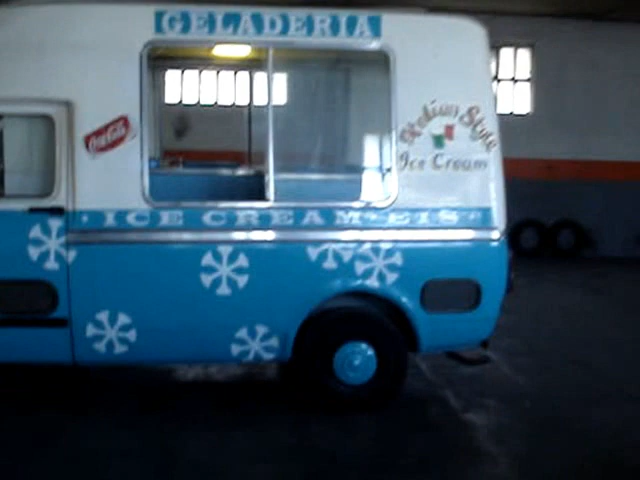 GELADERIA
Coca-Cola
Italian Style
Ice Cream
ICE CREAM • EIS